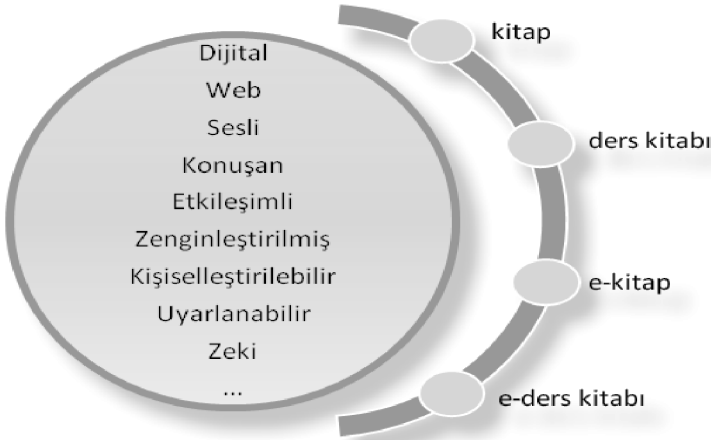 Dijital
Web
Sesli
Konuşan
Etkileşimli
Zenginleştirilmiş
Kişiselleştirilebilir
Uyarlanabilir
Zeki
...
kitap
ders kitabı
e-kitap
e-ders kitabı